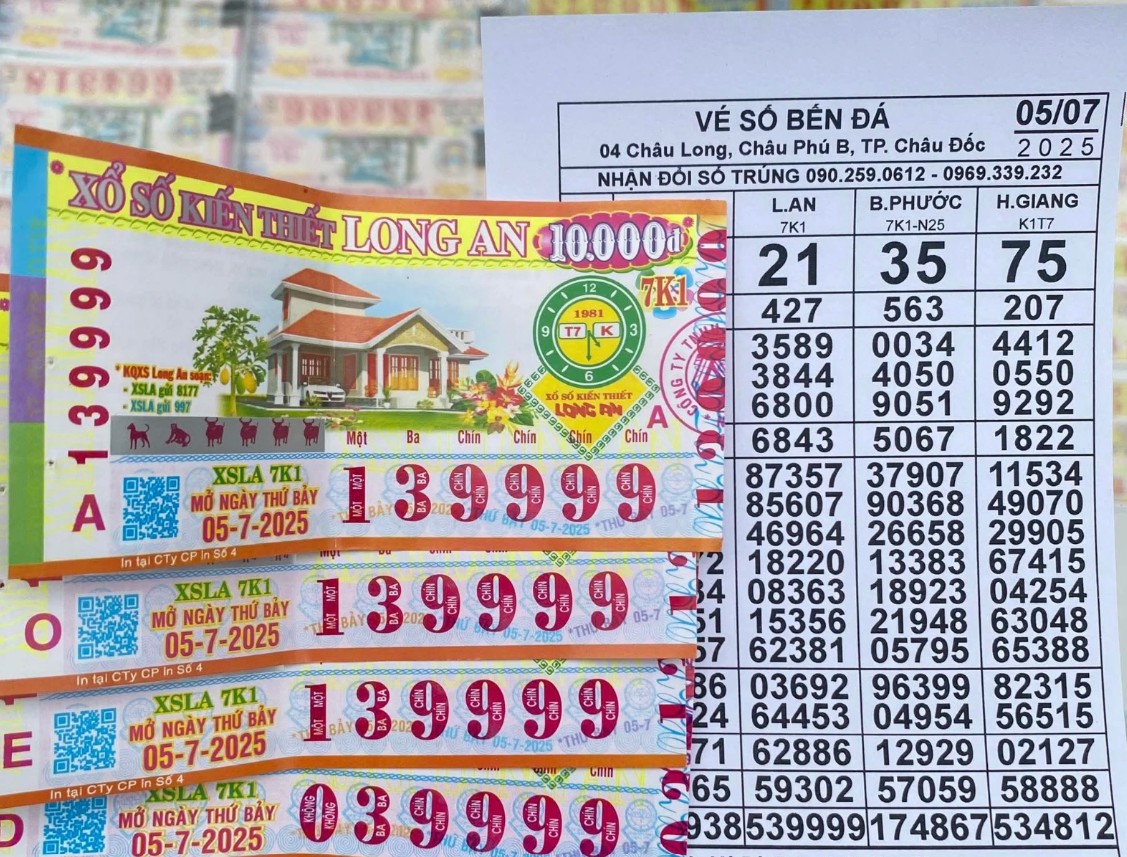 VÉ SỐ BẾN ĐÁ
05/07
04 Châu Long, Châu Phú B, TP. Châu Đốc
2025
NHẬN ĐỔI SỐ TRÚNG 090.259.0612 - 0969.339.232
L.AN B.PHƯỚC H.GIANG
7K1 7K1-N25 K1T7
21 35 75
427 563 207
3589 0034 4412
3844 4050 0550
6800 9051 9292
6843 5067 1822
87357 37907 11534
85607 90368 49070
46964 26658 29905
18220 13383 67415
08363 18923 04254
15356 21948 63048
62381 05795 65388
03692 96399 82315
64453 04954 56515
62886 12929 02127
59302 57059 58888
938 539999 174867 534812
XỔ SỐ KIẾN THIẾT LONG AN 10.000đ
7K1
12
3
6
9
1981
T7 K
XỔ SỐ KIẾN THIẾT
LONG AN
A
CÔNG TY
A 139999
* KQXS Long An soạn:
- XSLA gửi 8177
- XSLA gửi 997
Một Ba Chín Chín Chín Chín
XSLA 7K1
MỞ NGÀY THỨ BẢY
05-7-2025
139999
In tại CTy CP in Số 4
O
XSLA 7K1
MỞ NGÀY THỨ BẢY
05-7-2025
139999
In tại CTy CP in Số 4
E
XSLA 7K1
MỞ NGÀY THỨ BẢY
05-7-2025
139999
In tại CTy CP in Số 4
D
XSLA 7K1
MỞ NGÀY THỨ BẢY
05-7-2025
039999